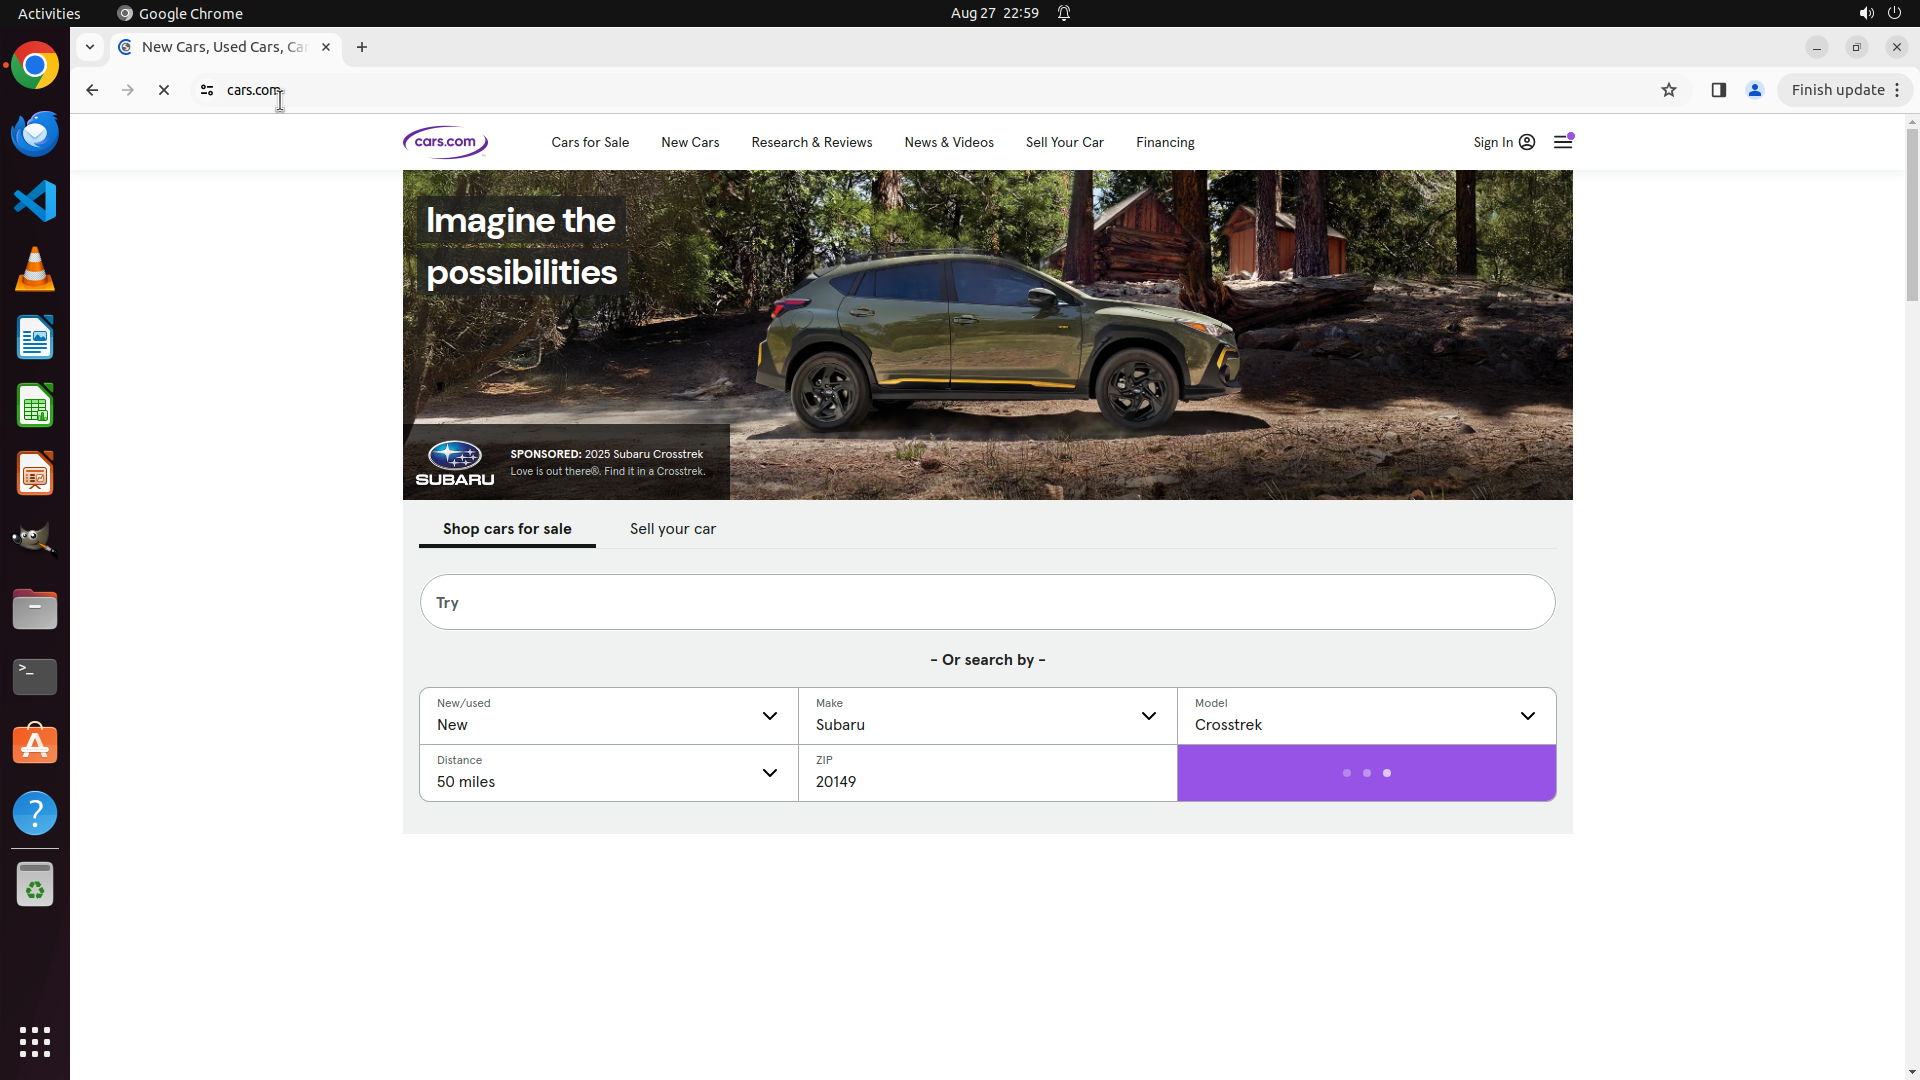 Activities
Google Chrome
Aug 27 22:59
New Cars, Used Cars, Car
cars.com
Finish update
cars.com
Cars for Sale
New Cars
Research & Reviews
News & Videos
Sell Your Car
Financing
Sign In
Imagine the
possibilities
SUBARU
SPONSORED: 2025 Subaru Crosstrek
Love is out there®. Find it in a Crosstrek.
Shop cars for sale
Sell your car
Try
- Or search by -
New/used
New
Make
Subaru
Model
Crosstrek
Distance
50 miles
ZIP
20149